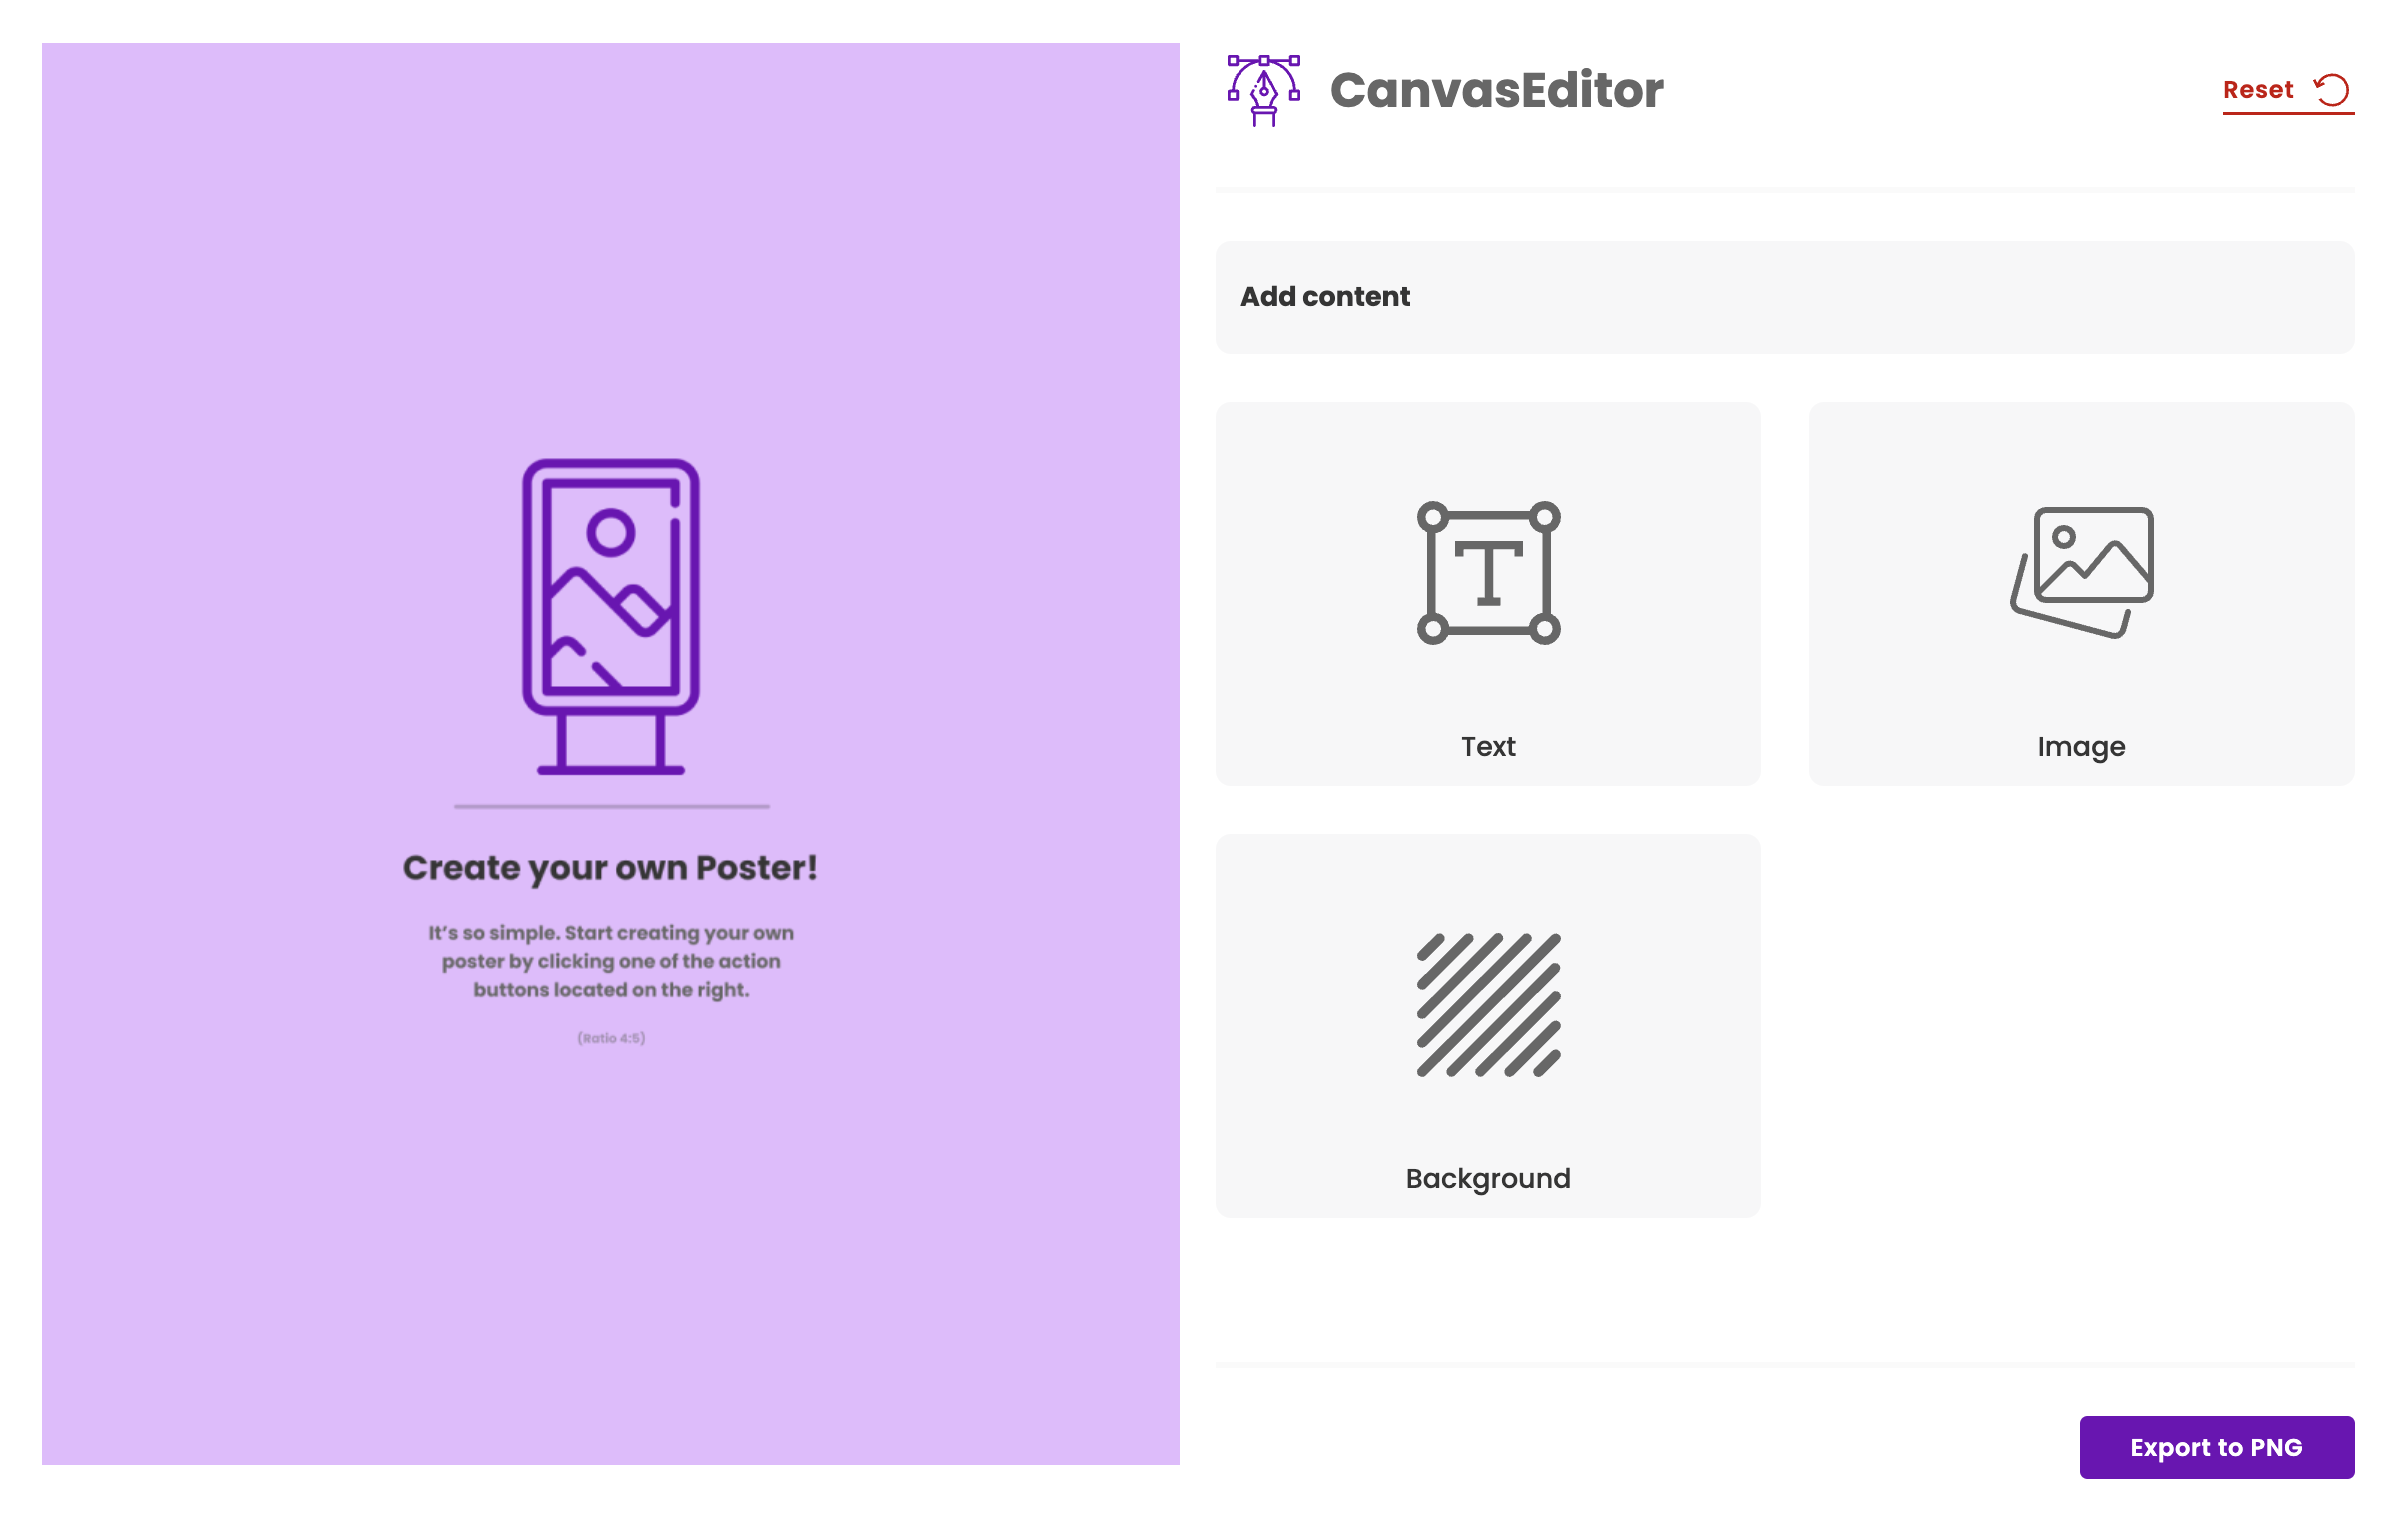 Create your own Poster!
It’s so simple. Start creating your own
poster by clicking one of the action
buttons located on the right.
(Ratio 4:5)
CanvasEditor
Reset
Add content
T
Text
Image
Background
Export to PNG